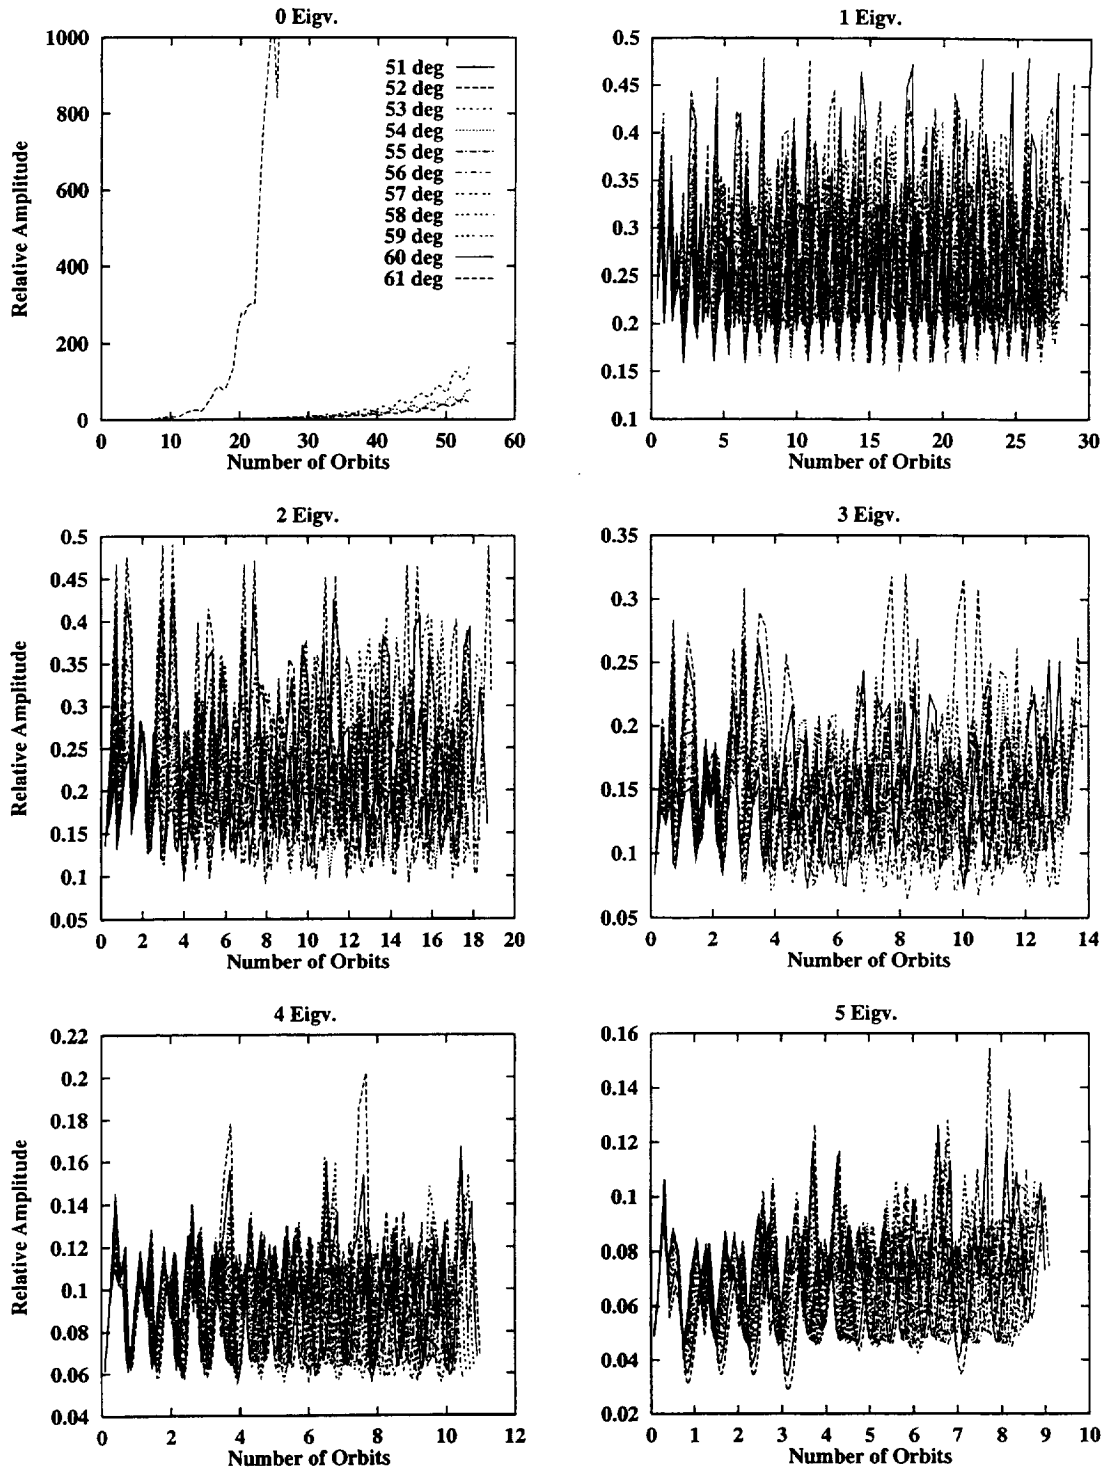 0 Eigv.
1000
800
600
400
200
0
Relative Amplitude
51 deg
52 deg
53 deg
54 deg
55 deg
56 deg
57 deg
58 deg
59 deg
60 deg
61 deg
0 10 20 30 40 50 60
Number of Orbits
1 Eigv.
0.5
0.45
0.4
0.35
0.3
0.25
0.2
0.15
0.1
0 5 10 15 20 25 30
Number of Orbits
2 Eigv.
0.5
0.45
0.4
0.35
0.3
0.25
0.2
0.15
0.1
0.05
Relative Amplitude
0 2 4 6 8 10 12 14 16 18 20
Number of Orbits
3 Eigv.
0.35
0.3
0.25
0.2
0.15
0.1
0.05
0 2 4 6 8 10 12 14
Number of Orbits
4 Eigv.
0.22
0.2
0.18
0.16
0.14
0.12
0.1
0.08
0.06
0.04
Relative Amplitude
0 2 4 6 8 10 12
Number of Orbits
5 Eigv.
0.16
0.14
0.12
0.1
0.08
0.06
0.04
0.02
0 1 2 3 4 5 6 7 8 9 10
Number of Orbits